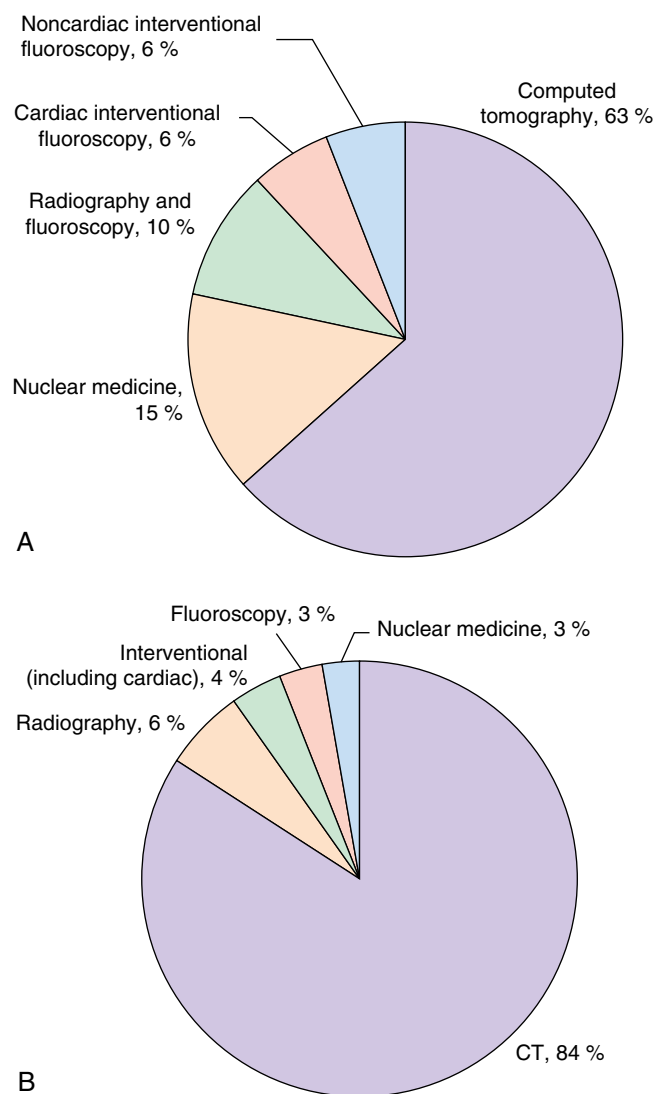 Noncardiac interventional
fluoroscopy, 6 %
Computed
tomography, 63 %
Cardiac interventional
fluoroscopy, 6 %
Radiography and
fluoroscopy, 10 %
Nuclear medicine,
15 %
A
Fluoroscopy, 3 %
Nuclear medicine, 3 %
Interventional
(including cardiac), 4 %
Radiography, 6 %
CT, 84 %
B